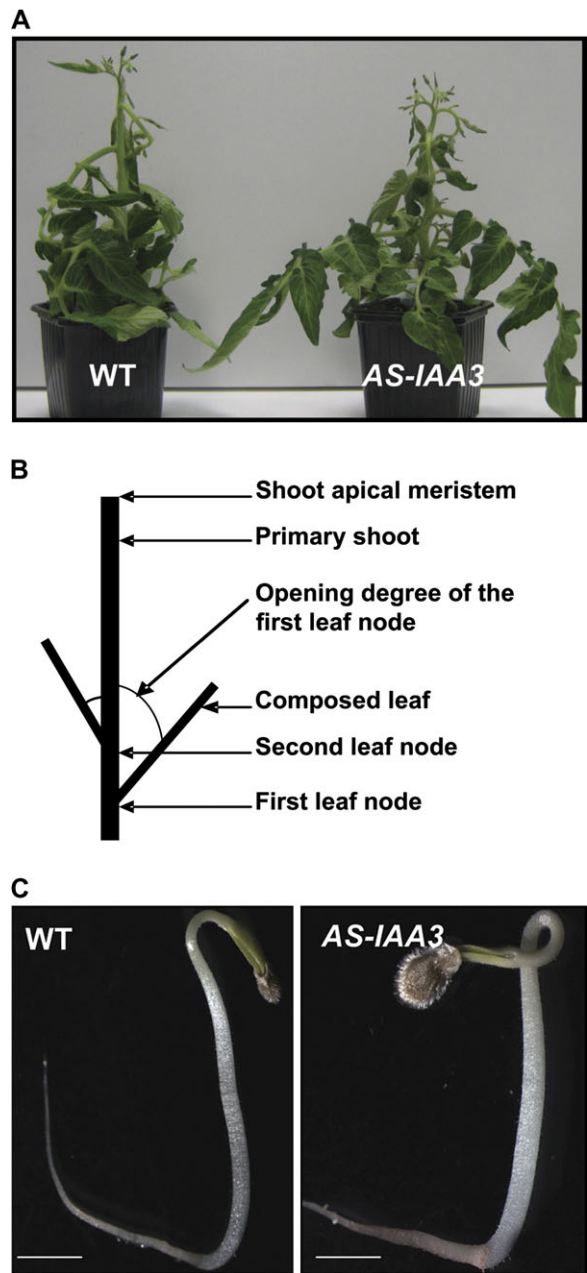 A
WT
AS-IAA3
B
Shoot apical meristem
Primary shoot
Opening degree of the
first leaf node
Composed leaf
Second leaf node
First leaf node
C
WT
AS-IAA3